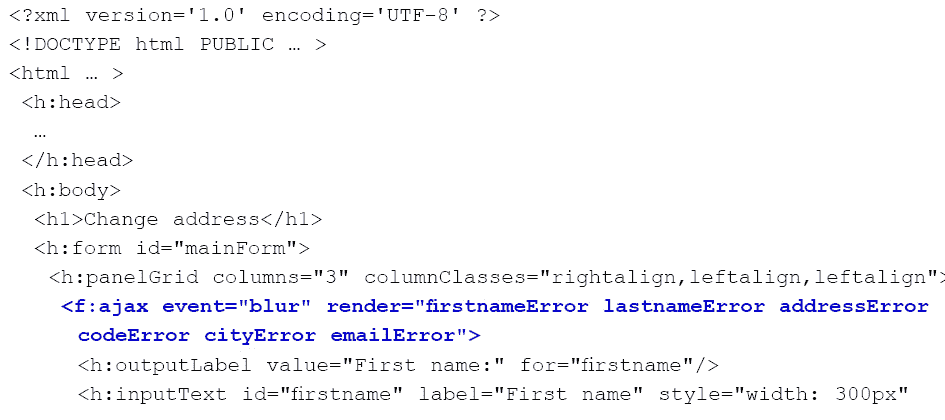 <?xml version='1.0' encoding='UTF-8' ?>
<!DOCTYPE html PUBLIC … >
<html … >
<h:head>
…
</h:head>
<h:body>
<h1>Change address</h1>
<h:form id="mainForm">
<h:panelGrid columns="3" columnClasses="rightalign,leftalign,leftalign">
<f:ajax event="blur" render="firstnameError lastnameError addressError
codeError cityError emailError">
<h:outputLabel value="First name:" for="firstname"/>
<h:inputText id="firstname" label="First name" style="width: 300px"